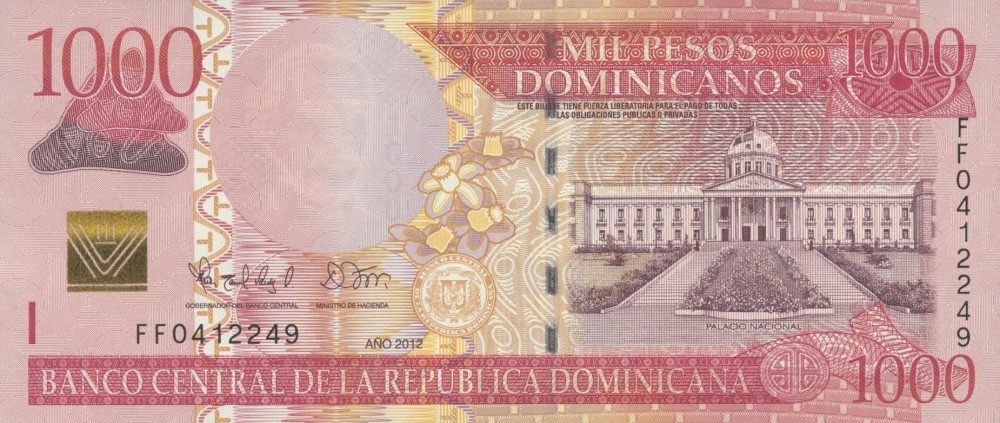 1000
MIL PESOS
DOMINICANOS
1000
ESTE BILLETE TIENE FUERZA LIBERATORIA PARA EL PAGO DE TODAS
LAS OBLIGACIONES PUBLICAS O PRIVADAS
FF0412249
GOBERNADOR DEL BANCO CENTRAL
MINISTRO DE HACIENDA
PALACIO NACIONAL
FF0412249
AÑO 2012
BANCO CENTRAL DE LA REPUBLICA DOMINICANA
1000